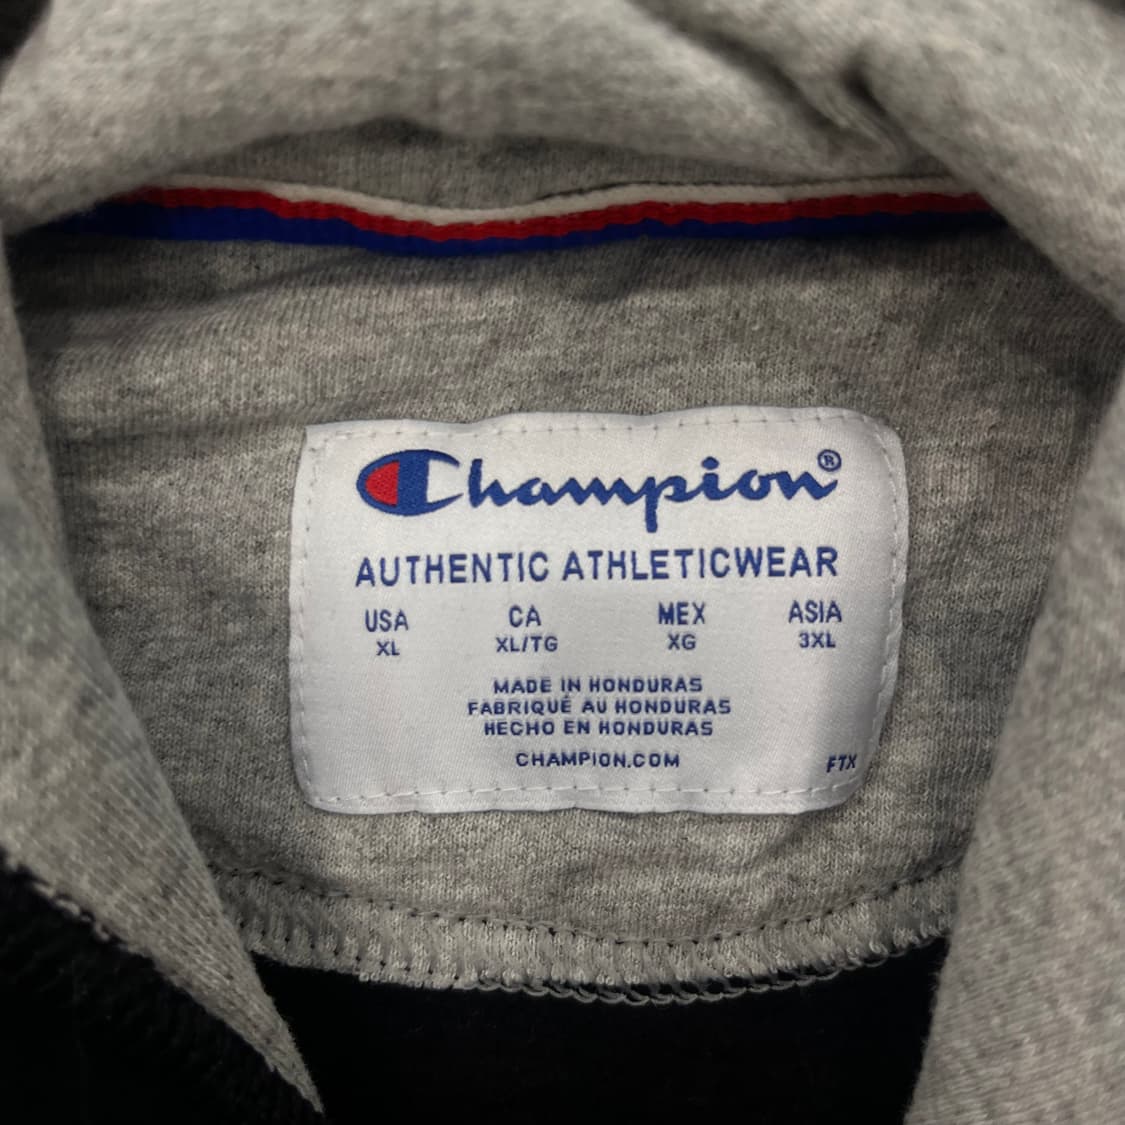 Champion®
AUTHENTIC ATHLETICWEAR
USA CA MEX ASIA
XL XL/TG XG 3XL
MADE IN HONDURAS
FABRIQUÉ AU HONDURAS
HECHO EN HONDURAS
CHAMPION.COM
FTX